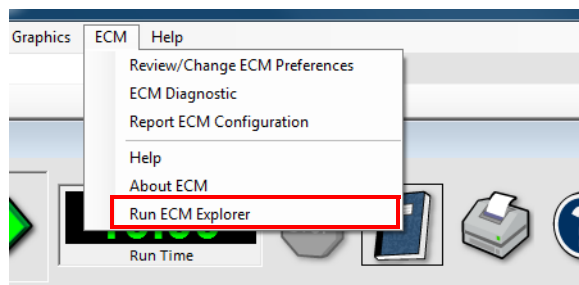 Graphics ECM Help
Review/Change ECM Preferences
ECM Diagnostic
Report ECM Configuration
Help
About ECM
Run ECM Explorer
Run Time